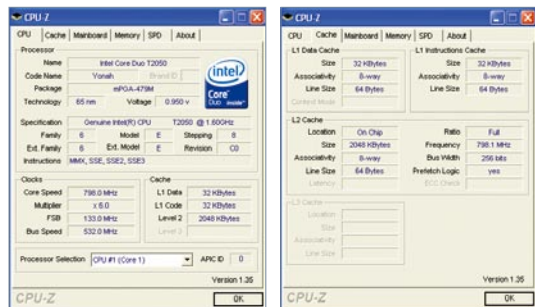 CPU-Z
CPU Cache Mainboard Memory SPD About
Processor
Name Intel Core Duo T2050
Code Name Yonah Brand ID
Package mPGA-479M
Technology 65 nm Voltage 0.950 v
intel
Core
Duo inside
Specification Genuine Intel(R) CPU T2050 @ 1.60GHz
Family 6 Model E Stepping 8
Ext. Family 6 Ext. Model E Revision C0
Instructions MMX, SSE, SSE2, SSE3
Clocks
Core Speed 798.0 MHz
Multiplier x 6.0
FSB 133.0 MHz
Bus Speed 532.0 MHz
Cache
L1 Data 32 KBytes
L1 Code 32 KBytes
Level 2 2048 KBytes
Level 3
Processor Selection CPU #1 (Core 1) APIC ID 0
Version 1.35
CPU-Z OK
CPU-Z
CPU Cache Mainboard Memory SPD About
L1 Data Cache
Size 32 KBytes
Associativity 8-way
Line Size 64 Bytes
L1 Instructions Cache
Size 32 KBytes
Associativity 8-way
Line Size 64 Bytes
L2 Cache
Location On Chip Ratio Full
Size 2048 KBytes Frequency 798.1 MHz
Associativity 8-way Bus Width 256 bits
Line Size 64 Bytes Prefetch Logic yes
Latency ECC Check
L3 Cache
Location
Size
Associativity
Line Size
Version 1.35
CPU-Z OK